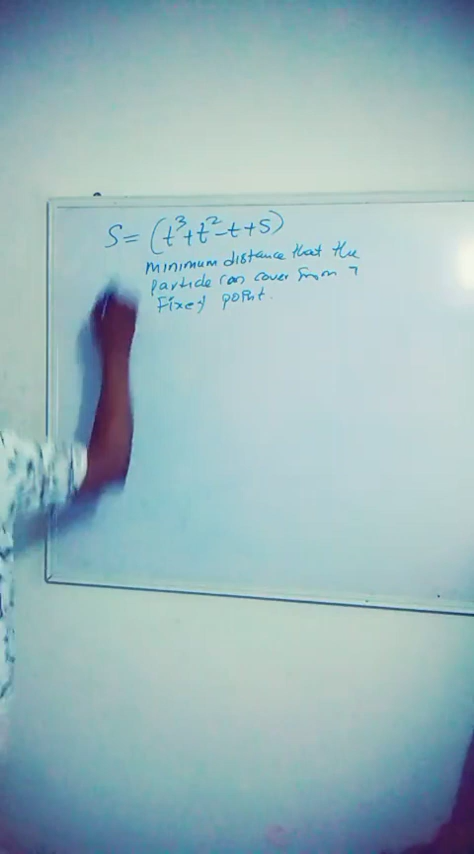 S = (t³+t²-t+5)
minimum distance that the
particle can cover from a
fixed point.